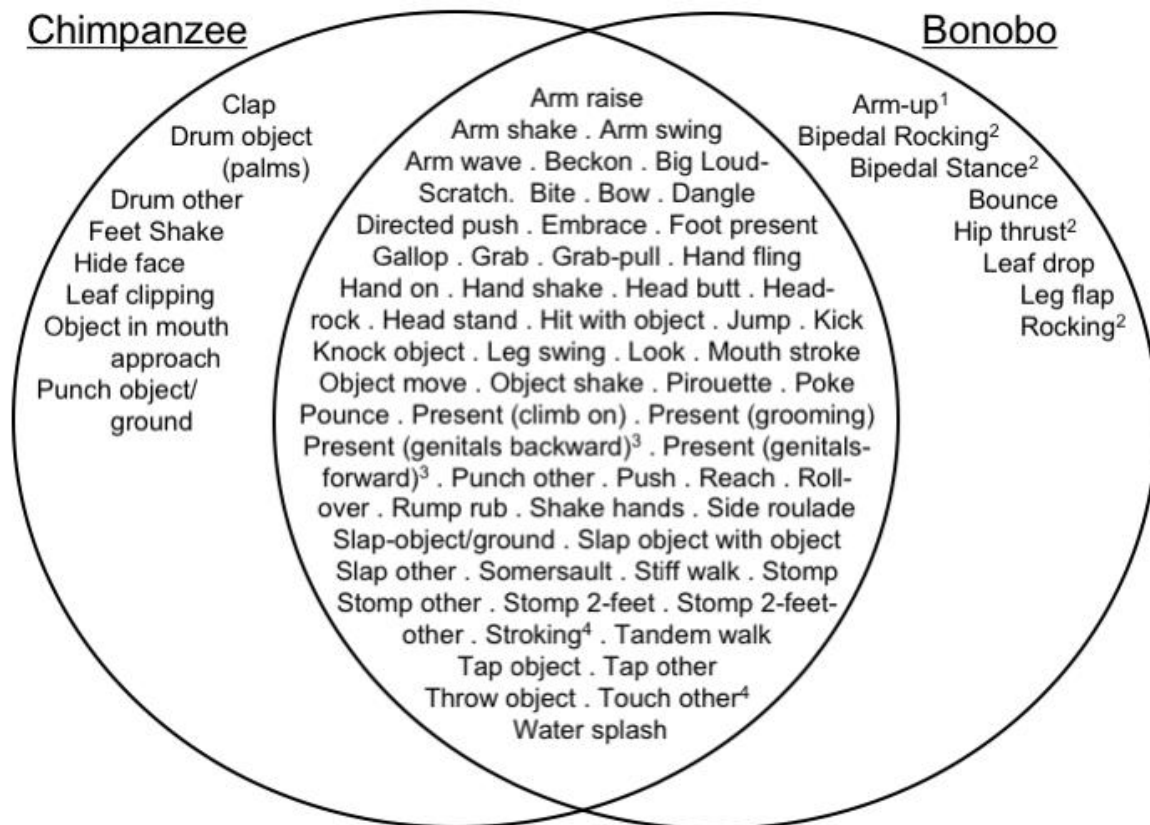 Chimpanzee
Bonobo
Clap
Drum object
(palms)
Drum other
Feet Shake
Hide face
Leaf clipping
Object in mouth
approach
Punch object/
ground
Arm raise
Arm shake . Arm swing
Arm wave . Beckon . Big Loud-
Scratch. Bite . Bow . Dangle
Directed push . Embrace . Foot present
Gallop . Grab . Grab-pull . Hand fling
Hand on . Hand shake . Head butt . Head-
rock . Head stand . Hit with object . Jump . Kick
Knock object . Leg swing . Look . Mouth stroke
Object move . Object shake . Pirouette . Poke
Pounce . Present (climb on) . Present (grooming)
Present (genitals backward)³ . Present (genitals-
forward)³ . Punch other . Push . Reach . Roll-
over . Rump rub . Shake hands . Side roulade
Slap-object/ground . Slap object with object
Slap other . Somersault . Stiff walk . Stomp
Stomp other . Stomp 2-feet . Stomp 2-feet-
other . Stroking⁴ . Tandem walk
Tap object . Tap other
Throw object . Touch other⁴
Water splash
Arm-up¹
Bipedal Rocking²
Bipedal Stance²
Bounce
Hip thrust²
Leaf drop
Leg flap
Rocking²